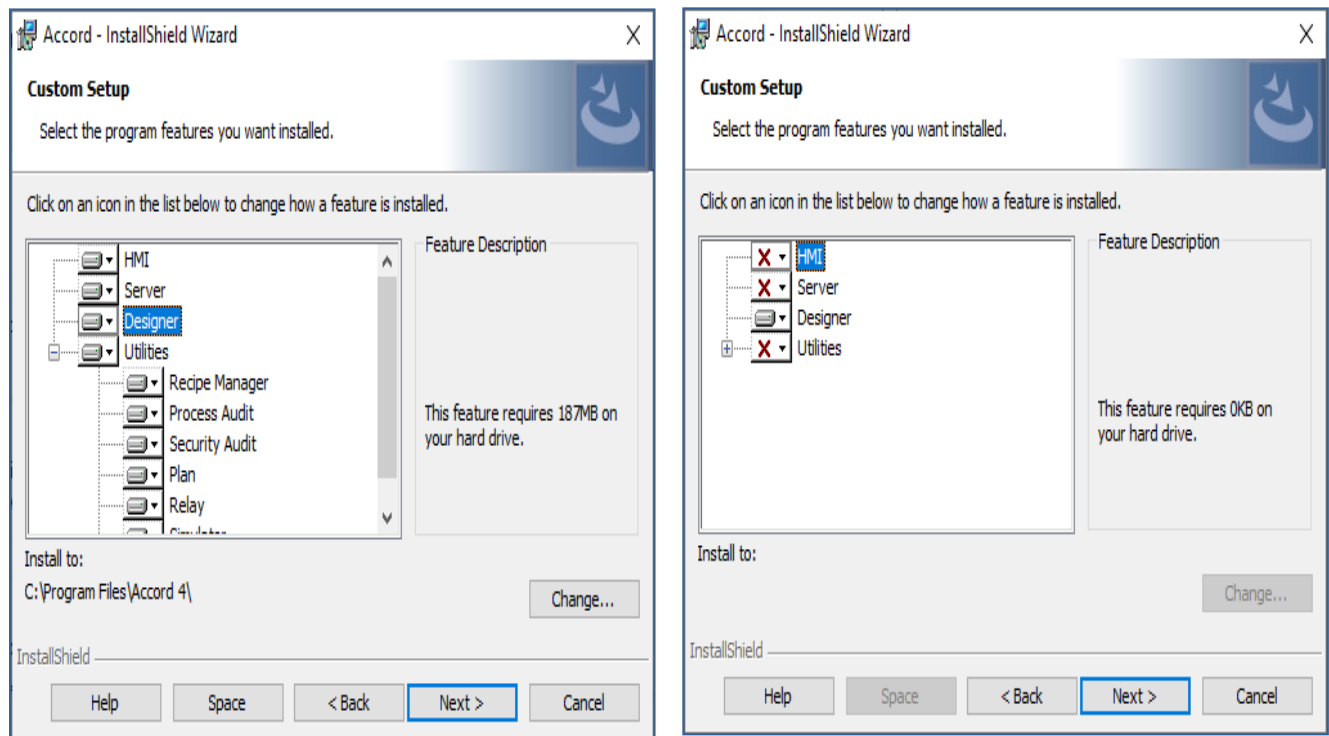 Accord - InstallShield Wizard
Custom Setup
Select the program features you want installed.
Click on an icon in the list below to change how a feature is installed.
HMI
Server
Designer
Utilities
Recipe Manager
Process Audit
Security Audit
Plan
Relay
Feature Description
This feature requires 187MB on
your hard drive.
Install to:
C:\Program Files\Accord 4\
Change...
InstallShield
Help
Space
< Back
Next >
Cancel
Accord - InstallShield Wizard
Custom Setup
Select the program features you want installed.
Click on an icon in the list below to change how a feature is installed.
HMI
Server
Designer
Utilities
Feature Description
This feature requires 0KB on
your hard drive.
Install to:
Change...
InstallShield
Help
Space
< Back
Next >
Cancel